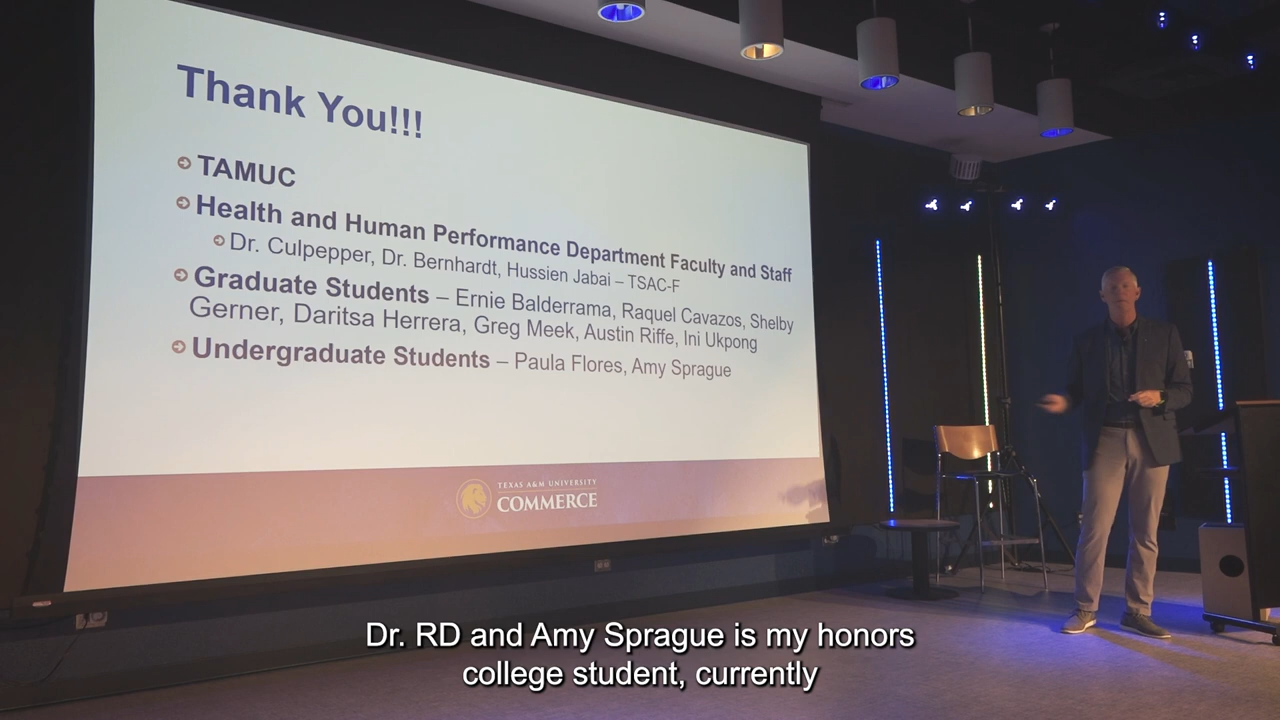 Thank You!!!
TAMUC
Health and Human Performance Department Faculty and Staff
Dr. Culpepper, Dr. Bernhardt, Hussien Jabai – TSAC-F
Graduate Students – Ernie Balderrama, Raquel Cavazos, Shelby
Gerner, Daritsa Herrera, Greg Meek, Austin Riffe, Ini Ukpong
Undergraduate Students – Paula Flores, Amy Sprague
TEXAS A&M UNIVERSITY
COMMERCE
Dr. RD and Amy Sprague is my honors
college student, currently